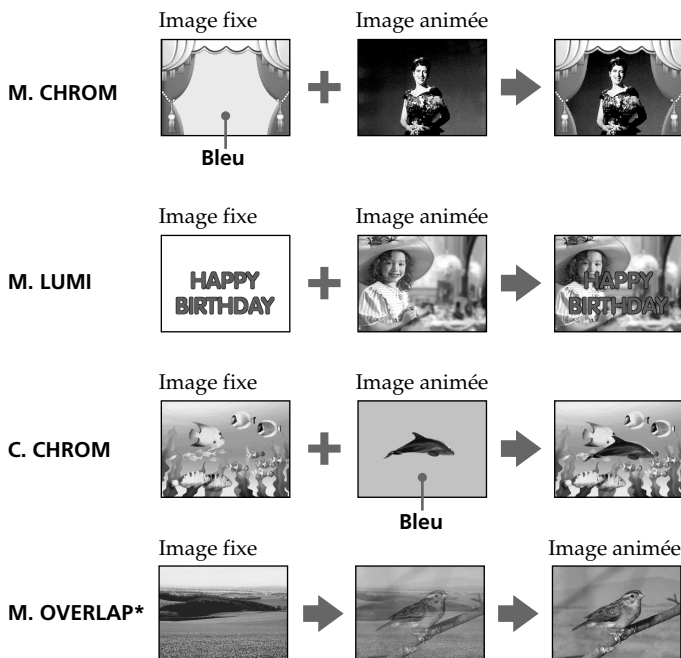 Image fixe
Image animée
M. CHROM
Bleu
Image fixe
Image animée
M. LUMI
HAPPY
BIRTHDAY
HAPPY
BIRTHDAY
Image fixe
Image animée
C. CHROM
Bleu
Image fixe
Image animée
M. OVERLAP*